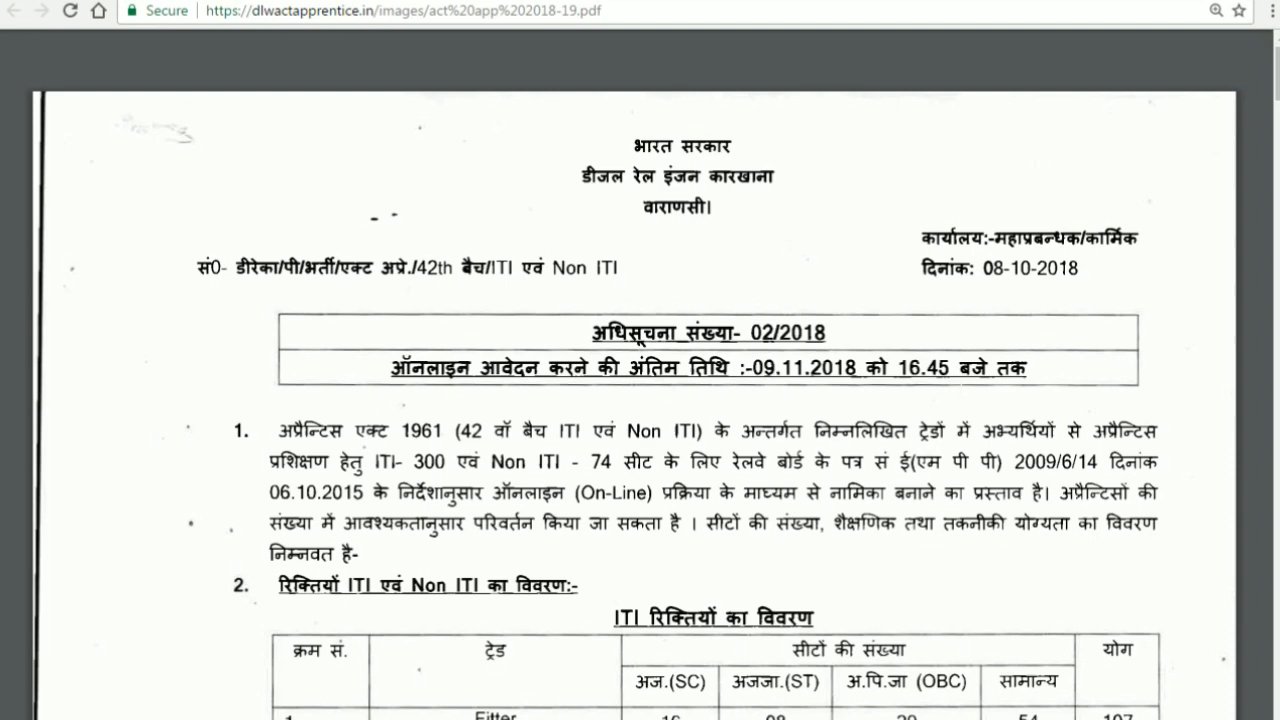 Secure https://dlwactapprentice.in/images/act%20app%202018-19.pdf
भारत सरकार
डीजल रेल इंजन कारखाना
वाराणसी।
कार्यालय:-महाप्रबन्धक/कार्मिक
सं0- डीरेका/पी/भर्ती/एक्ट अप्रे./42th बैच/ITI एवं Non ITI
दिनांक: 08-10-2018
अधिसूचना संख्या- 02/2018
ऑनलाइन आवेदन करने की अंतिम तिथि :-09.11.2018 को 16.45 बजे तक
1. अप्रैन्टिस एक्ट 1961 (42 वॉ बैच ITI एवं Non ITI) के अन्तर्गत निम्नलिखित ट्रेडों में अभ्यर्थियों से अप्रैन्टिस
प्रशिक्षण हेतु ITI- 300 एवं Non ITI - 74 सीट के लिए रेलवे बोर्ड के पत्र सं ई(एम पी पी) 2009/6/14 दिनांक
06.10.2015 के निर्देशानुसार ऑनलाइन (On-Line) प्रक्रिया के माध्यम से नामिका बनाने का प्रस्ताव है। अप्रैन्टिसों की
संख्या में आवश्यकतानुसार परिवर्तन किया जा सकता है । सीटों की संख्या, शैक्षणिक तथा तकनीकी योग्यता का विवरण
निम्नवत है-
2. रिक्तियों ITI एवं Non ITI का विवरण:-
ITI रिक्तियों का विवरण
क्रम सं. ट्रेड सीटों की संख्या योग
अज.(SC) अजजा.(ST) अ.पि.जा (OBC) सामान्य
Fitter 54 107